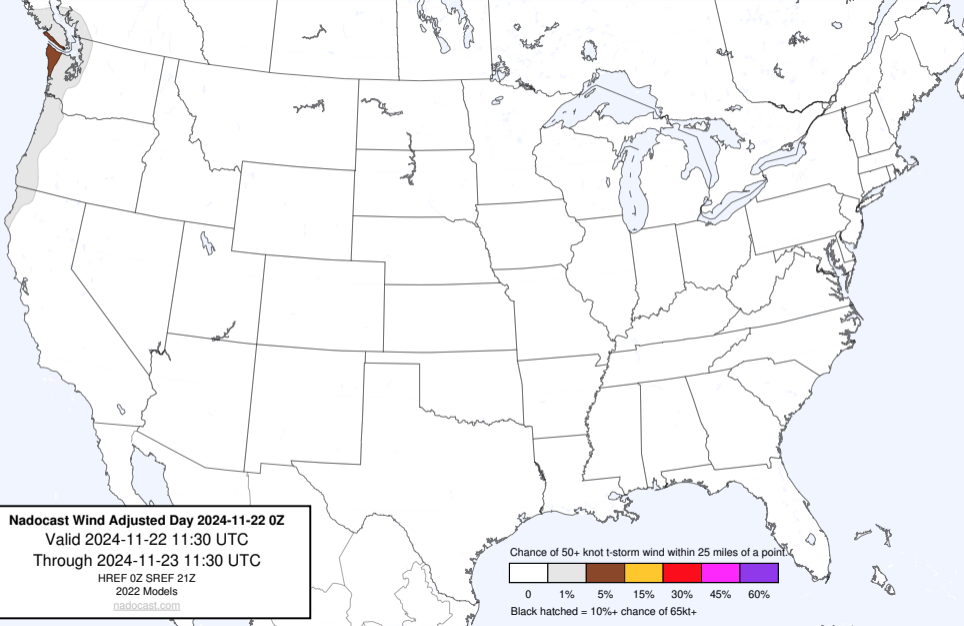 Nadocast Wind Adjusted Day 2024-11-22 0Z
Valid 2024-11-22 11:30 UTC
Through 2024-11-23 11:30 UTC
HREF 0Z SREF 21Z
2022 Models
nadocast.com
Chance of 50+ knot t-storm wind within 25 miles of a point.
0 1% 5% 15% 30% 45% 60%
Black hatched = 10%+ chance of 65kt+